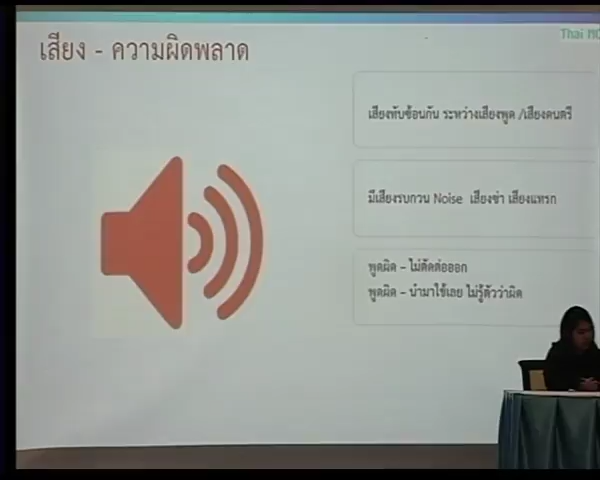 Thai MO
เสียง - ความผิดพลาด
เสียงทับซ้อนกัน ระหว่างเสียงพูด /เสียงดนตรี
มีเสียงรบกวน Noise เสียงซ่า เสียงแทรก
พูดผิด – ไม่ตัดต่อออก
พูดผิด – นำมาใช้เลย ไม่รู้ตัวว่าผิด